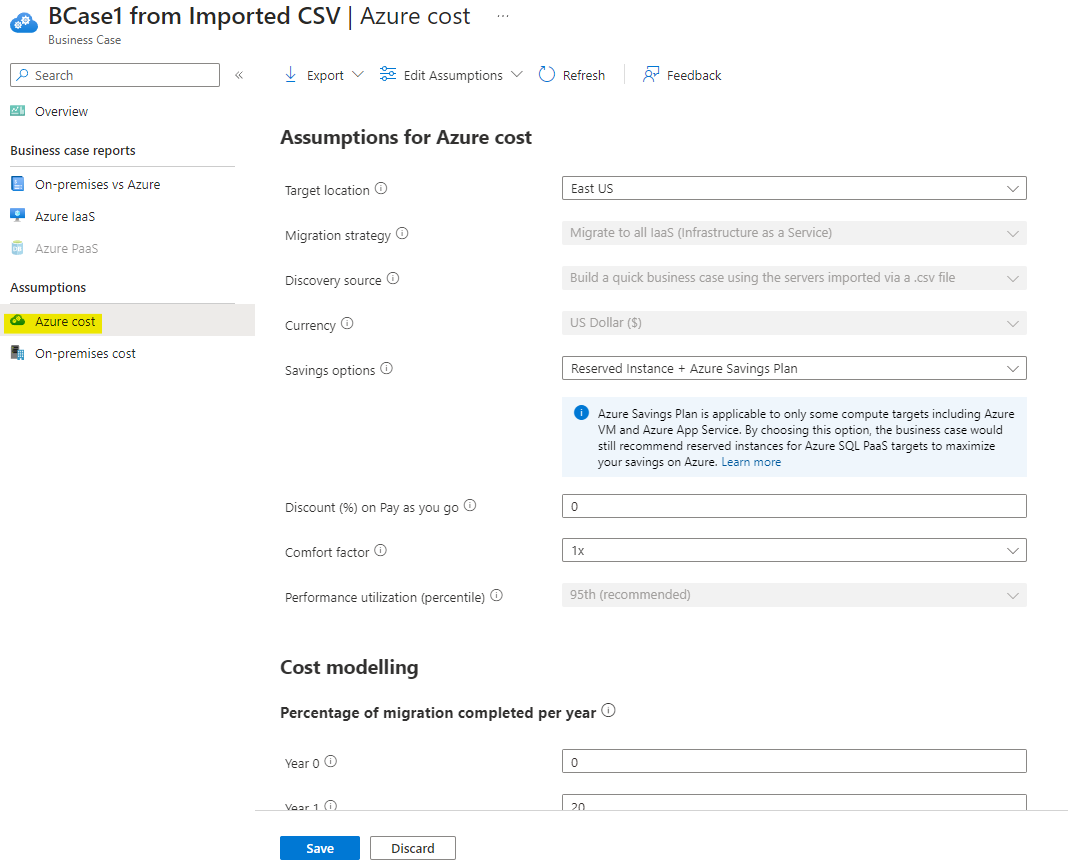 BCase1 from Imported CSV | Azure cost ...
Business Case
Search «
Export Edit Assumptions Refresh Feedback
Overview
Business case reports
On-premises vs Azure
Azure IaaS
DB
Azure PaaS
Assumptions
Azure cost
On-premises cost
Assumptions for Azure cost
Target location East US
Migration strategy Migrate to all IaaS (Infrastructure as a Service)
Discovery source Build a quick business case using the servers imported via a .csv file
Currency US Dollar ($)
Savings options Reserved Instance + Azure Savings Plan
Azure Savings Plan is applicable to only some compute targets including Azure
VM and Azure App Service. By choosing this option, the business case would
still recommend reserved instances for Azure SQL PaaS targets to maximize
your savings on Azure. Learn more
Discount (%) on Pay as you go 0
Comfort factor 1x
Performance utilization (percentile) 95th (recommended)
Cost modelling
Percentage of migration completed per year
Year 0 0
Year 1 20
Save Discard